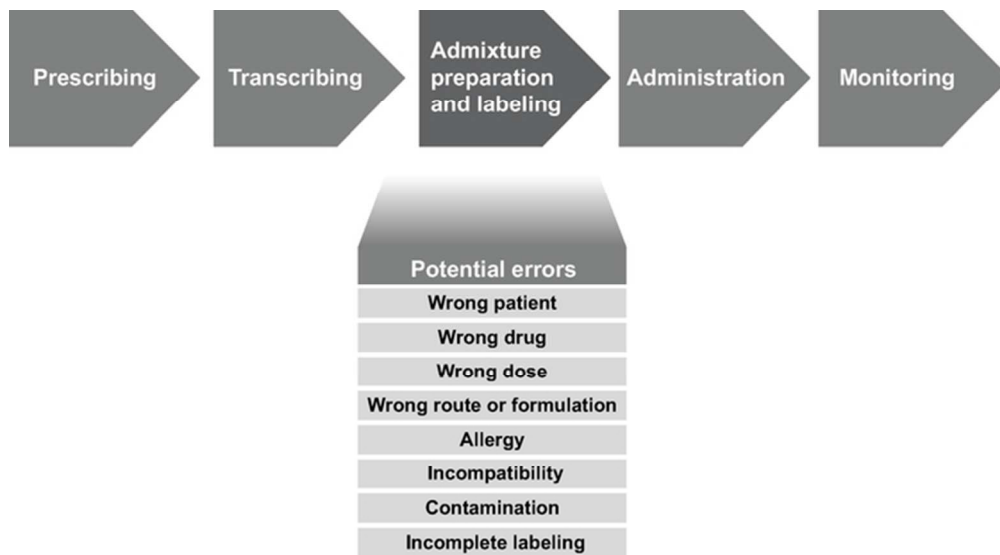 Prescribing
Transcribing
Admixture
preparation
and labeling
Administration
Monitoring
Potential errors
Wrong patient
Wrong drug
Wrong dose
Wrong route or formulation
Allergy
Incompatibility
Contamination
Incomplete labeling